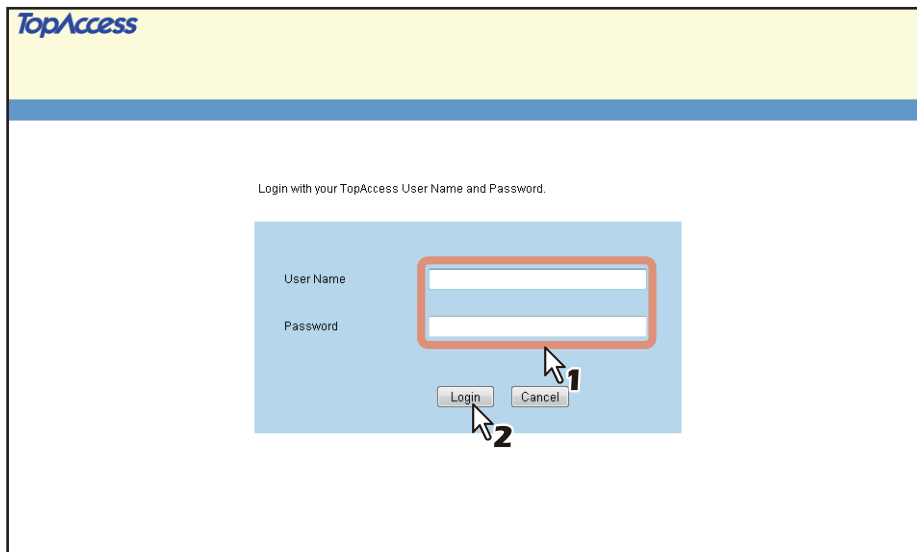 TopAccess
Login with your TopAccess User Name and Password.
User Name
Password
1
Login Cancel
2